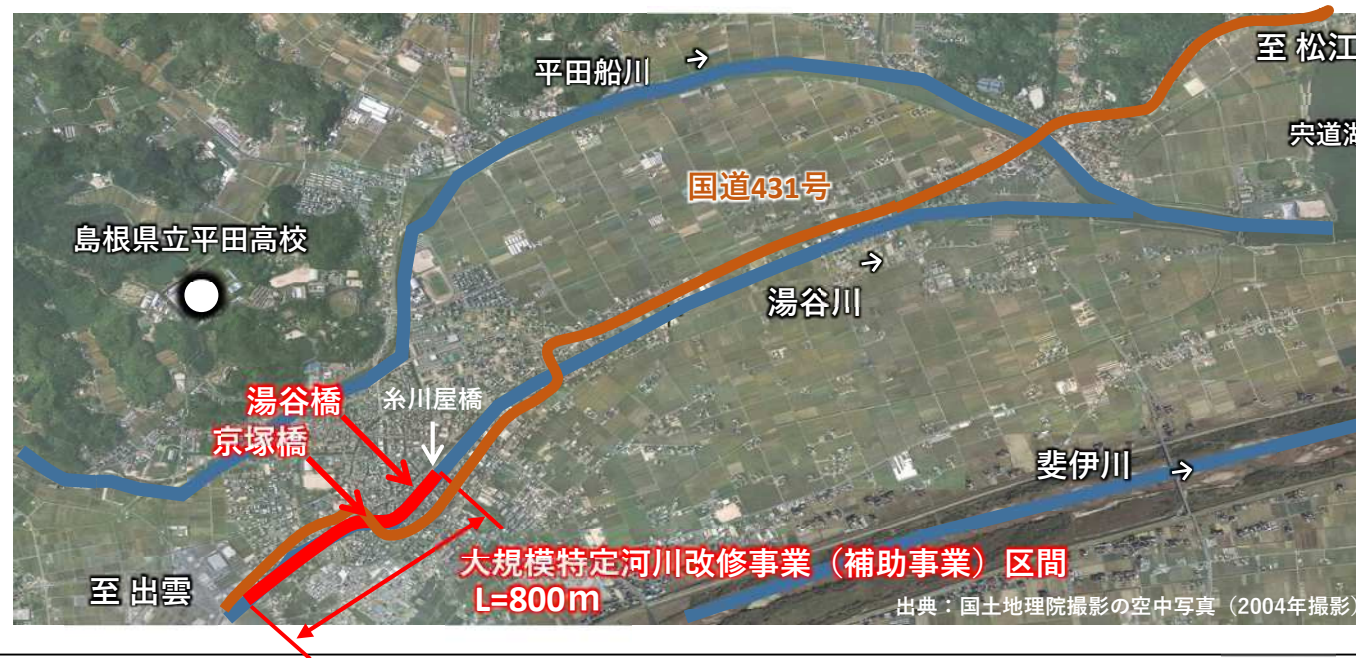 平田船川 →
至 松江
宍道湖
国道431号
島根県立平田高校
→
湯谷川
湯谷橋
糸川屋橋
京塚橋
斐伊川 →
大規模特定河川改修事業（補助事業）区間
L=800m
至 出雲
出典：国土地理院撮影の空中写真（2004年撮影）